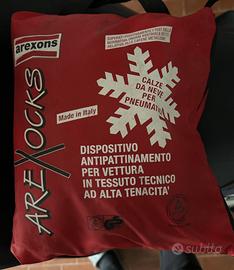 arexons
CALZE
DA NEVE
PER
PNEUMATICI
Made in Italy
AREXOCKS
DISPOSITIVO
ANTIPATTINAMENTO
PER VETTURA
IN TESSUTO TECNICO
AD ALTA TENACITA'
subito